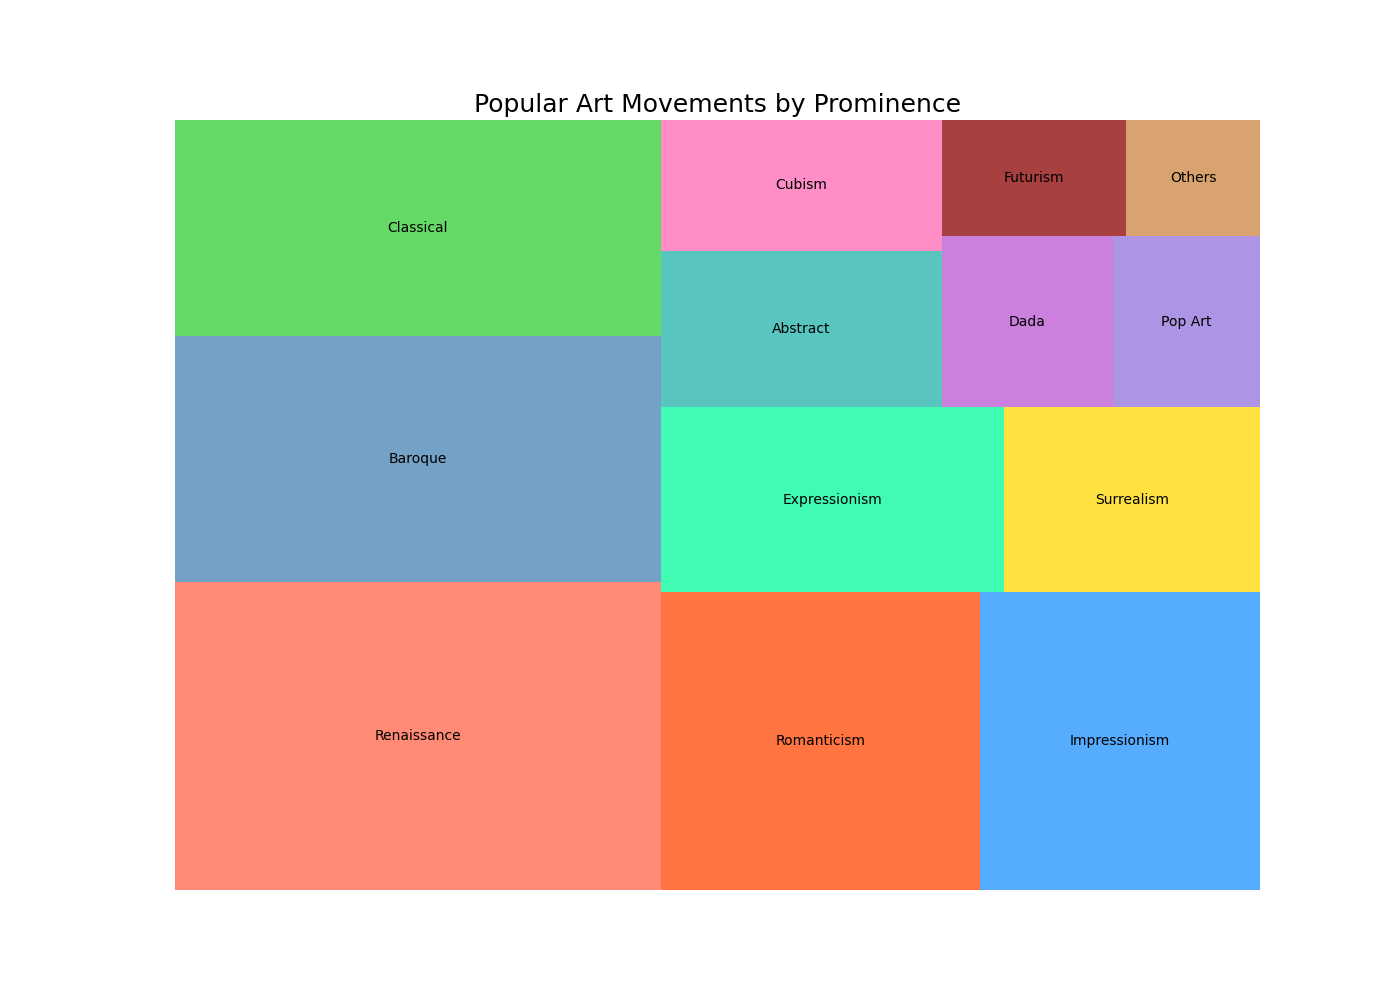 Popular Art Movements by Prominence
Classical
Cubism
Futurism
Others
Abstract
Dada
Pop Art
Baroque
Expressionism
Surrealism
Renaissance
Romanticism
Impressionism